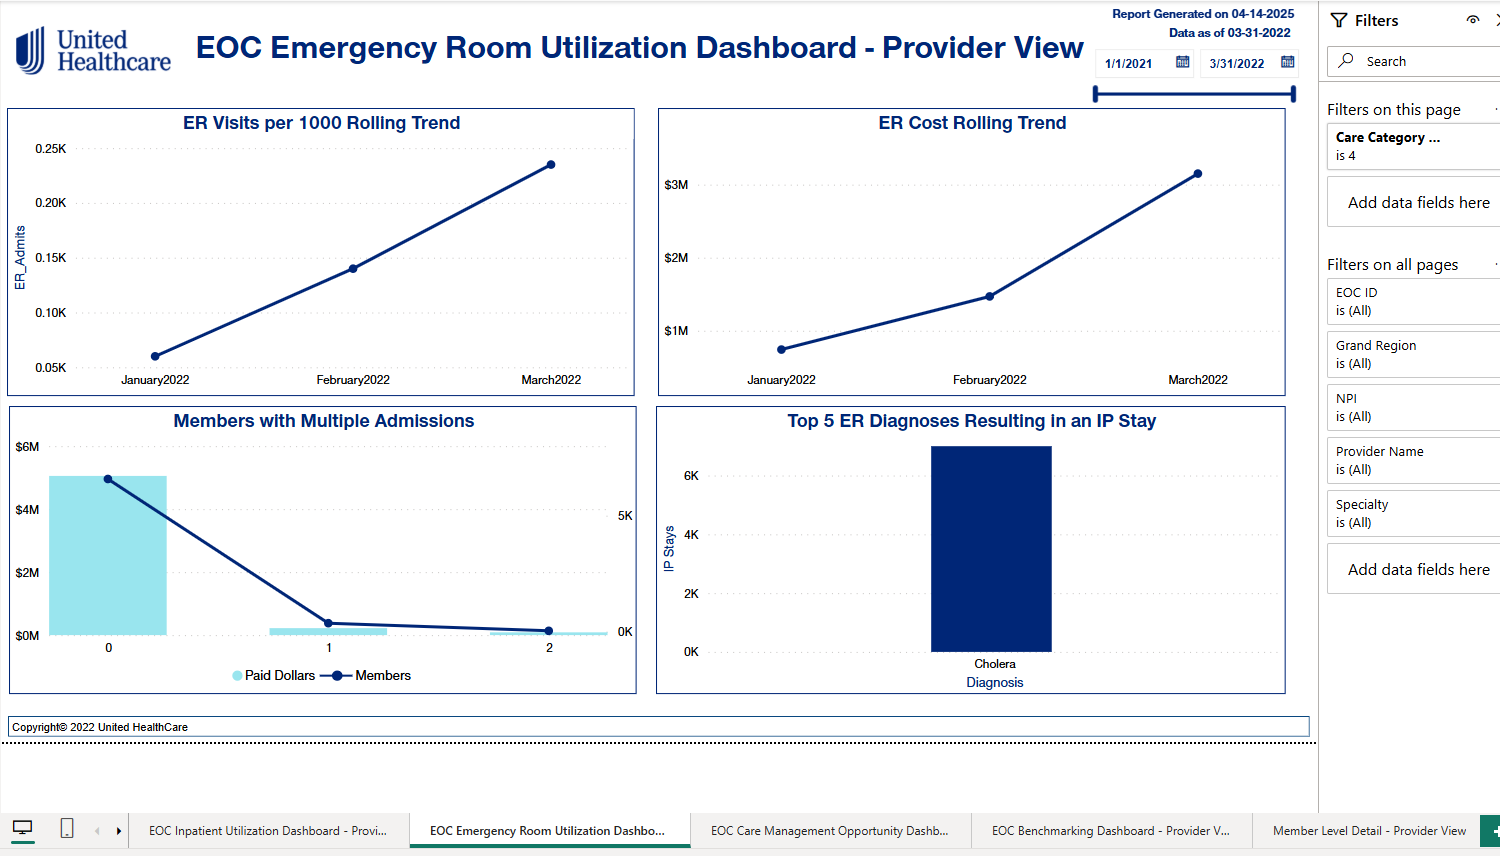 United
Healthcare
EOC Emergency Room Utilization Dashboard - Provider View
Report Generated on 04-14-2025
Data as of 03-31-2022
1/1/2021
3/31/2022
ER Visits per 1000 Rolling Trend
0.25K
0.20K
0.15K
0.10K
0.05K
ER_Admits
January2022
February2022
March2022
ER Cost Rolling Trend
$3M
$2M
$1M
January2022
February2022
March2022
Members with Multiple Admissions
$6M
$4M
$2M
$0M
5K
0K
0
1
2
Paid Dollars
Members
Top 5 ER Diagnoses Resulting in an IP Stay
6K
4K
2K
0K
IP Stays
Cholera
Diagnosis
Copyright© 2022 United HealthCare
Filters
Search
Filters on this page
Care Category ...
is 4
Add data fields here
Filters on all pages
EOC ID
is (All)
Grand Region
is (All)
NPI
is (All)
Provider Name
is (All)
Specialty
is (All)
Add data fields here
EOC Inpatient Utilization Dashboard - Provi...
EOC Emergency Room Utilization Dashbo...
EOC Care Management Opportunity Dashb...
EOC Benchmarking Dashboard - Provider V...
Member Level Detail - Provider View